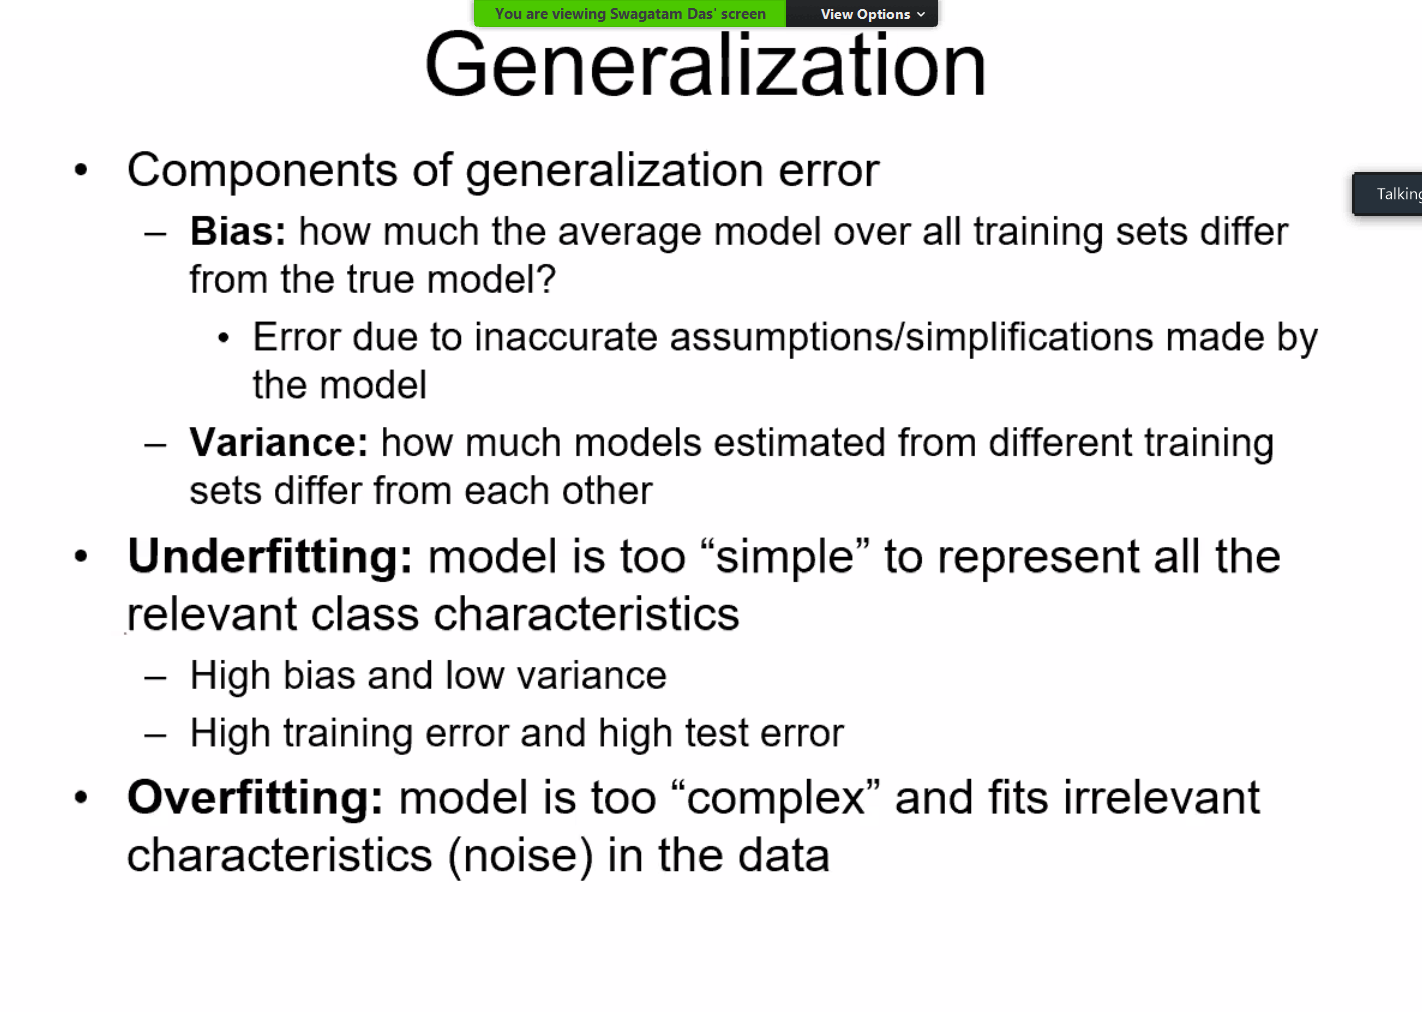 You are viewing Swagatam Das' screen
View Options
Generalization
Talking
• Components of generalization error
– Bias: how much the average model over all training sets differ
from the true model?
• Error due to inaccurate assumptions/simplifications made by
the model
– Variance: how much models estimated from different training
sets differ from each other
• Underfitting: model is too “simple” to represent all the
relevant class characteristics
– High bias and low variance
– High training error and high test error
• Overfitting: model is too “complex” and fits irrelevant
characteristics (noise) in the data